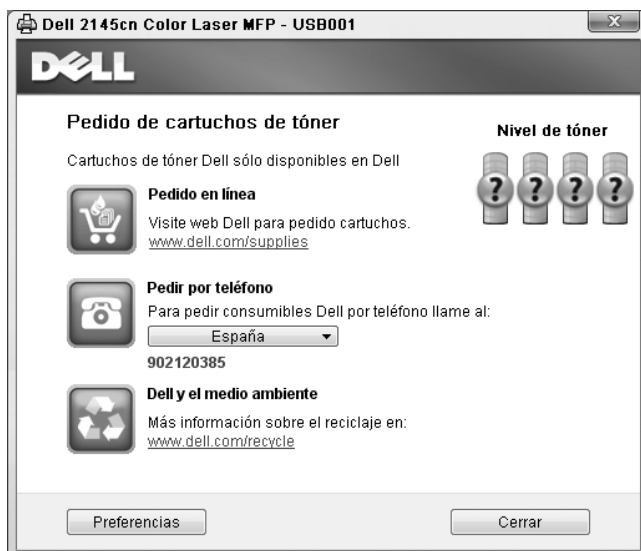 Dell 2145cn Color Laser MFP - USB001
X
DELL
Pedido de cartuchos de tóner
Nivel de tóner
Cartuchos de tóner Dell sólo disponibles en Dell
? ? ? ?
Pedido en línea
Visite web Dell para pedido cartuchos.
www.dell.com/supplies
Pedir por teléfono
Para pedir consumibles Dell por teléfono llame al:
España
902120385
Dell y el medio ambiente
Más información sobre el reciclaje en:
www.dell.com/recycle
Preferencias
Cerrar